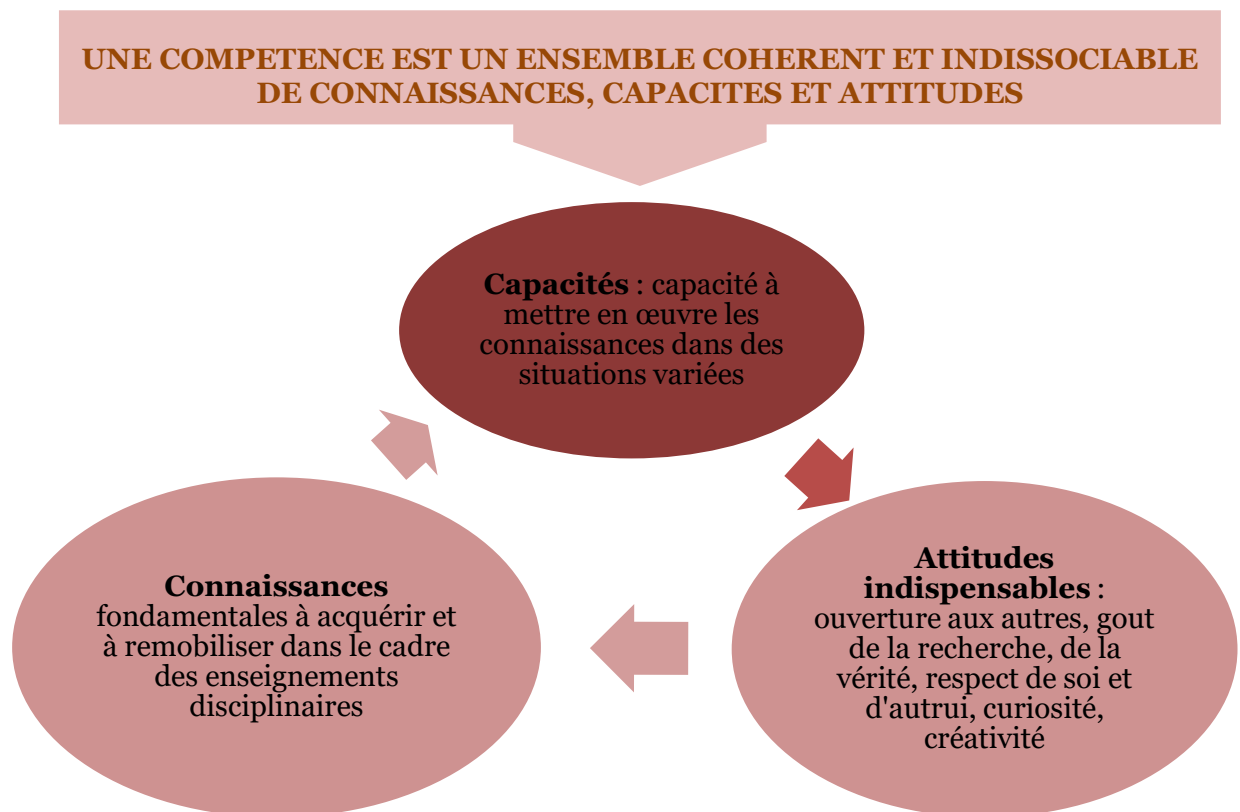 UNE COMPETENCE EST UN ENSEMBLE COHERENT ET INDISSOCIABLE
DE CONNAISSANCES, CAPACITES ET ATTITUDES
Capacités : capacité à
mettre en œuvre les
connaissances dans des
situations variées
Connaissances
fondamentales à acquérir et
à remobiliser dans le cadre
des enseignements
disciplinaires
Attitudes
indispensables :
ouverture aux autres, gout
de la recherche, de la
vérité, respect de soi et
d'autrui, curiosité,
créativité